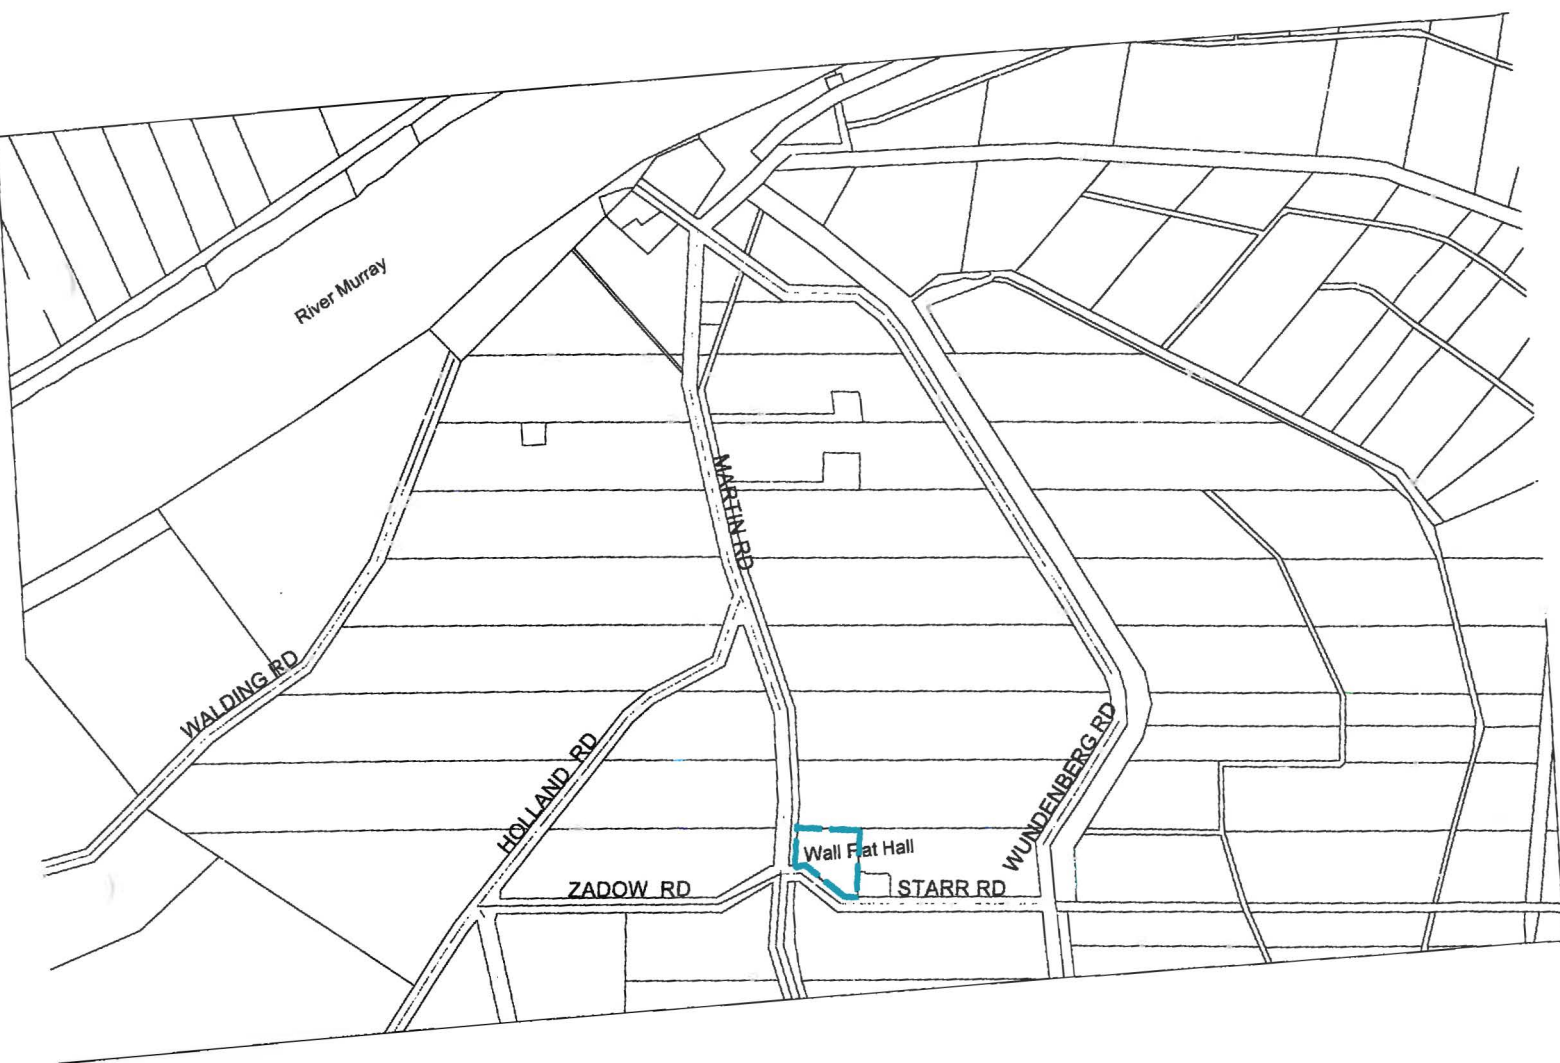 River Murray
MARTIN RD
WALDING RD
HOLLAND RD
WUNDENBERG RD
Wall Flat Hall
ZADOW RD
STARR RD